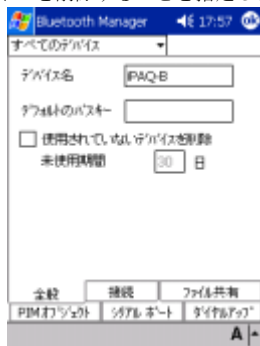 Bluetooth Manager 17:57 ok
すべてのデバイス
デバイス名 iPAQ-B
デフォルトのパスキー
使用されていないデバイスを削除
未使用期間 30 日
全般 接続 ファイル共有
PIMオブジェクト シリアル ポート ダイヤルアップ
A